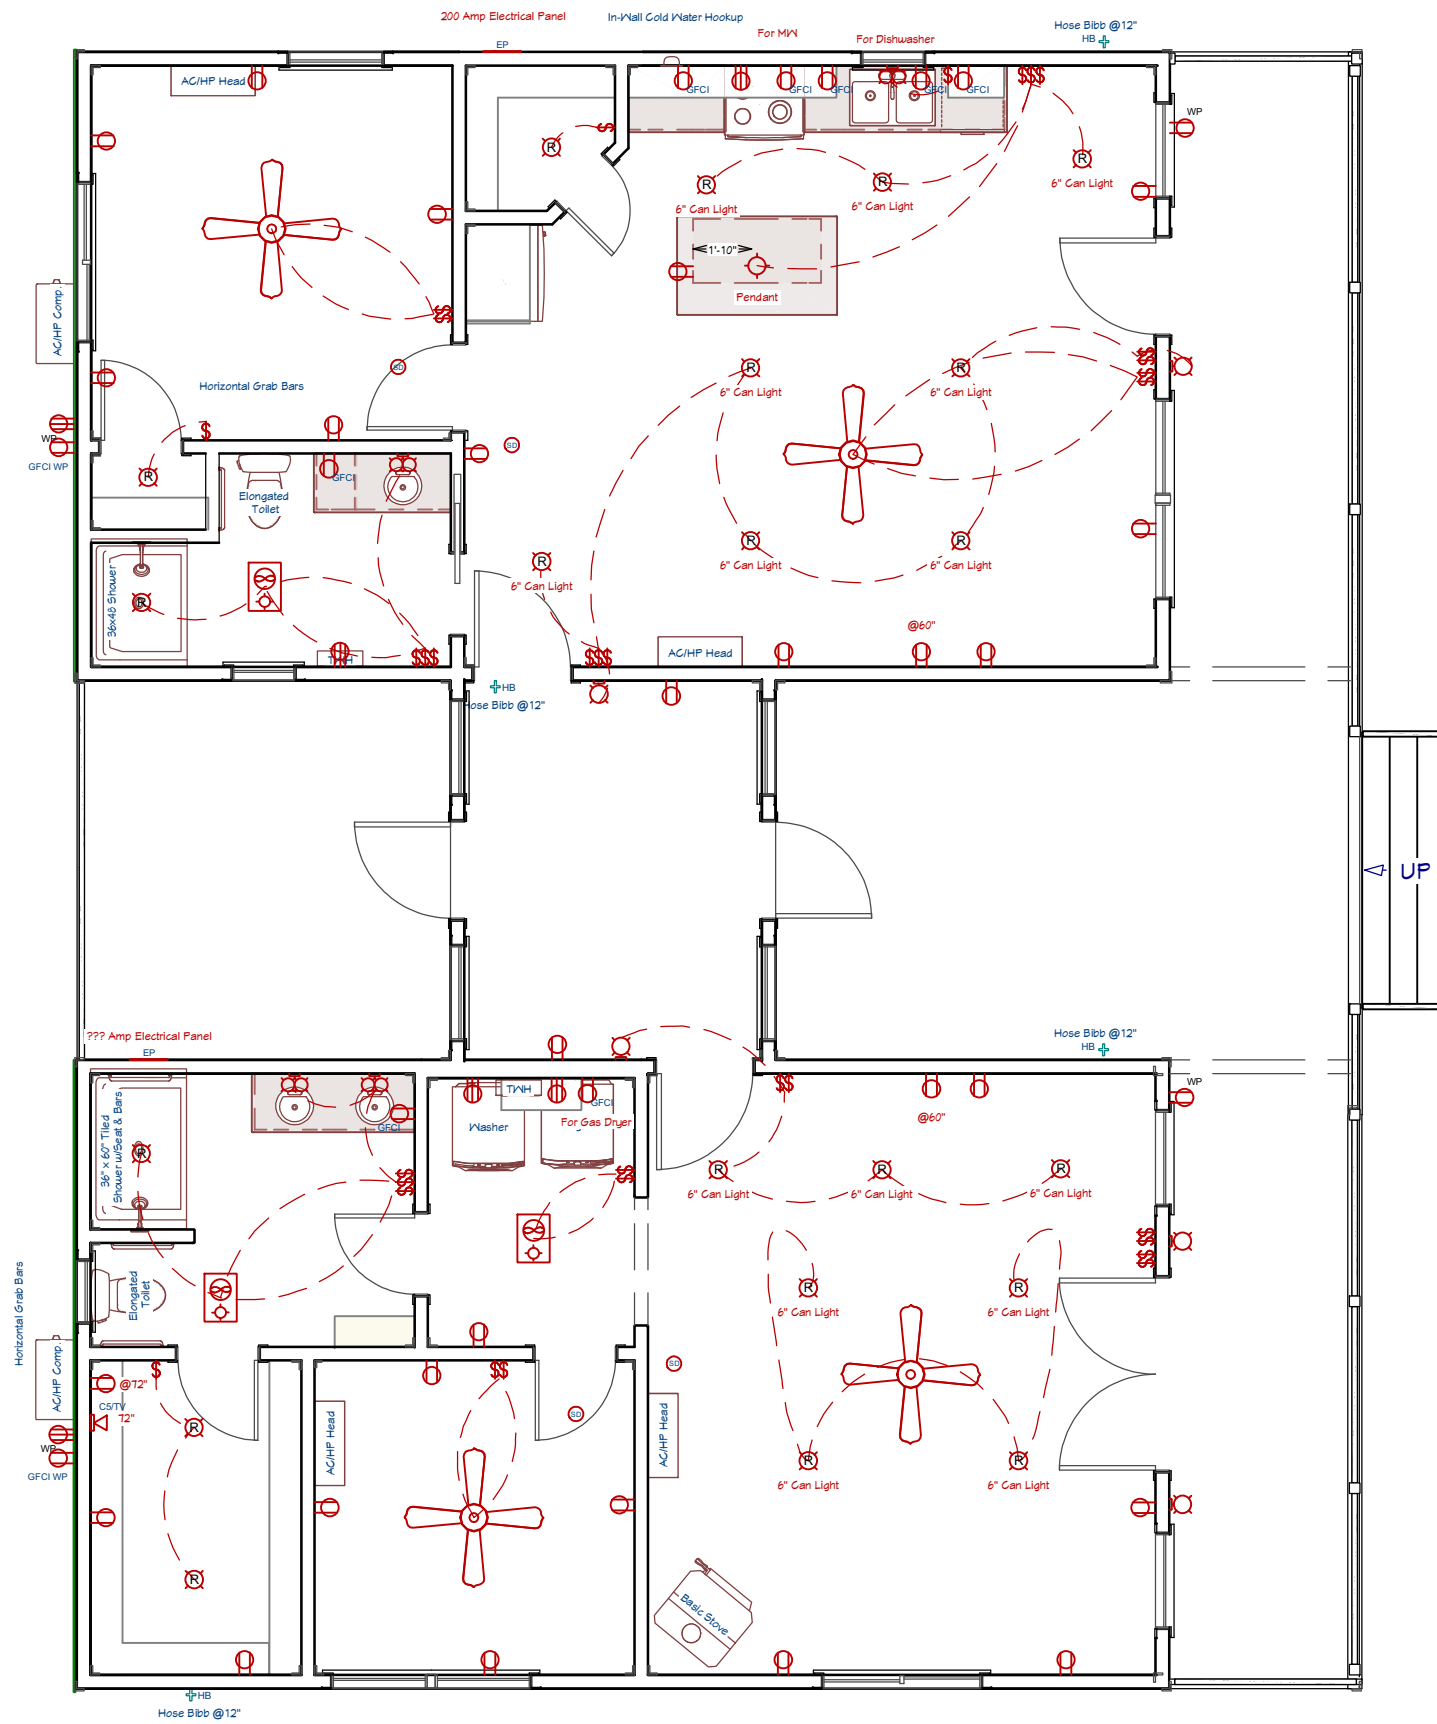 200 Amp Electrical Panel
In-Wall Cold Water Hookup
For MW
For Dishwasher
Hose Bibb @12"
HB
EP
AC/HP Head
GFCI
GFCI
GFCI
GFCI
GFCI
$
$$$
WP
$
R
R
6" Can Light
R
6" Can Light
R
6" Can Light
1'-10"
Pendant
$$
AC/HP Comp.
SD
Horizontal Grab Bars
R
6" Can Light
R
6" Can Light
$$
$$
$
WP
GFCI WP
SD
R
Elongated
Toilet
GFCI
R
6" Can Light
R
6" Can Light
R
6" Can Light
36x48 Shower
R
@60"
$$$
$$$
AC/HP Head
HB
Hose Bibb @12"
UP
??? Amp Electrical Panel
EP
Hose Bibb @12"
HB
36" x 60" Tiled
Shower w/Seat & Bars
R
GFCI
TWH
GFCI
Washer
For Gas Dryer
$$
@60"
WP
$$$
$$
R
6" Can Light
R
6" Can Light
R
6" Can Light
Horizontal Grab Bars
Elongated
Toilet
$$
$$
R
6" Can Light
R
6" Can Light
AC/HP Comp.
$
@72"
C5/TV
72"
$$
SD
SD
WP
GFCI WP
R
AC/HP Head
AC/HP Head
R
6" Can Light
R
6" Can Light
R
Basic Stove
HB
Hose Bibb @12"